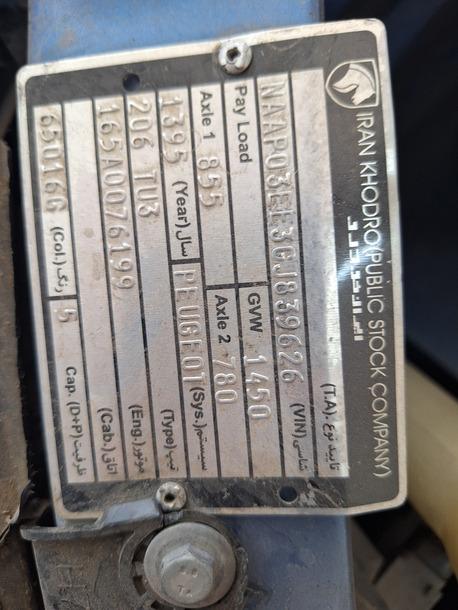 IRAN KHODRO (PUBLIC STOCK COMPANY)
ایران خودرو
تایید نوع (T.A.)
NAAP03EE3GJ839626 (VIN) شاسی
Pay Load GVW 1450
Axle 1 855 Axle 2 780
1395 (Year) سال PEUGEOT (Sys.) سیستم
206 TU3 (Type) تیپ
165A0076199 (Eng.) موتور
(Cab.) اتاق
650166 (Col.) رنگ 5 Cap. (D+P) ظرفیت